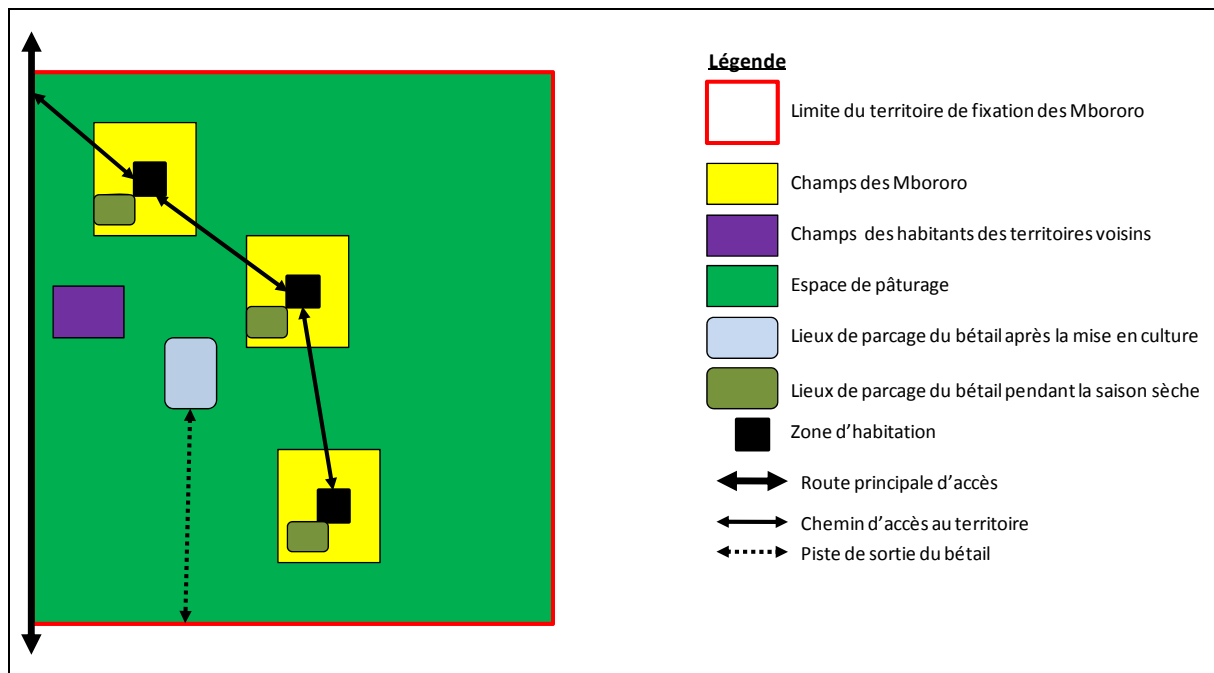 Légende
Limite du territoire de fixation des Mbororo
Champs des Mbororo
Champs des habitants des territoires voisins
Espace de pâturage
Lieux de parcage du bétail après la mise en culture
Lieux de parcage du bétail pendant la saison sèche
Zone d'habitation
Route principale d'accès
Chemin d'accès au territoire
Piste de sortie du bétail